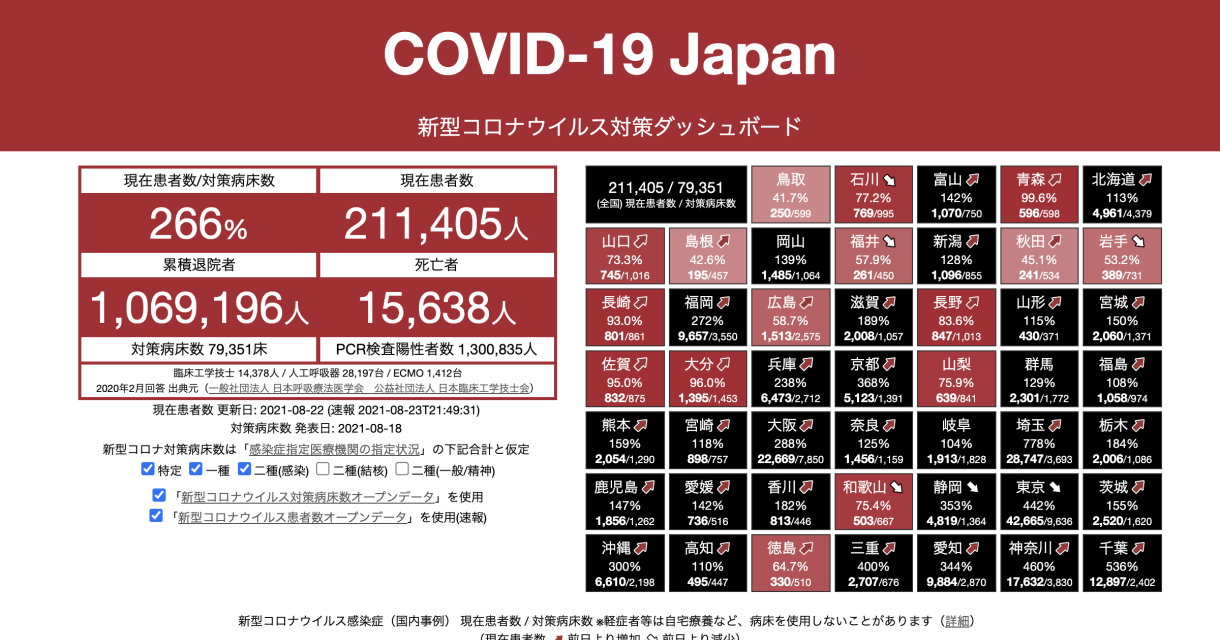 COVID-19 Japan
新型コロナウイルス対策ダッシュボード
現在患者数/対策病床数
現在患者数
266%
211,405人
累積退院者
死亡者
1,069,196人
15,638人
対策病床数 79,351床
PCR検査陽性者数 1,300,835人
臨床工学技士 14,378人 / 人工呼吸器 28,197台 / ECMO 1,412台
2020年2月回答 出典元（一般社団法人 日本呼吸療法医学会　公益社団法人 日本臨床工学技士会）
現在患者数 更新日: 2021-08-22 (速報 2021-08-23T21:49:31)
対策病床数 発表日: 2021-08-18
新型コロナ対策病床数は「感染症指定医療機関の指定状況」の下記合計と仮定
特定 一種 二種(感染) 二種(結核) 二種(一般/精神)
「新型コロナウイルス対策病床数オープンデータ」を使用
「新型コロナウイルス患者数オープンデータ」を使用(速報)
211,405 / 79,351
(全国) 現在患者数 / 対策病床数
鳥取
41.7%
250/599
石川
77.2%
769/995
富山
142%
1,070/750
青森
99.6%
596/598
北海道
113%
4,961/4,379
山口
73.3%
745/1,016
島根
42.6%
195/457
岡山
139%
1,485/1,064
福井
57.9%
261/450
新潟
128%
1,096/855
秋田
45.1%
241/534
岩手
53.2%
389/731
長崎
93.0%
801/861
福岡
272%
9,657/3,550
広島
58.7%
1,513/2,575
滋賀
189%
2,008/1,057
長野
83.6%
847/1,013
山形
115%
430/371
宮城
150%
2,060/1,371
佐賀
95.0%
832/875
大分
96.0%
1,395/1,453
兵庫
238%
6,473/2,712
京都
368%
5,123/1,391
山梨
75.9%
639/841
群馬
129%
2,301/1,772
福島
108%
1,058/974
熊本
159%
2,054/1,290
宮崎
118%
898/757
大阪
288%
22,669/7,850
奈良
125%
1,456/1,159
岐阜
104%
1,913/1,828
埼玉
778%
28,747/3,693
栃木
184%
2,006/1,086
鹿児島
147%
1,856/1,262
愛媛
142%
736/516
香川
182%
813/446
和歌山
75.4%
503/667
静岡
353%
4,819/1,364
東京
442%
42,665/9,636
茨城
155%
2,520/1,620
沖縄
300%
6,610/2,198
高知
110%
495/447
徳島
64.7%
330/510
三重
400%
2,707/676
愛知
344%
9,884/2,870
神奈川
460%
17,632/3,830
千葉
536%
12,897/2,402
新型コロナウイルス感染症（国内事例） 現在患者数 / 対策病床数 ※軽症者等は自宅療養など、病床を使用しないことがあります（詳細）
（現在患者数 前日より増加 前日より減少）